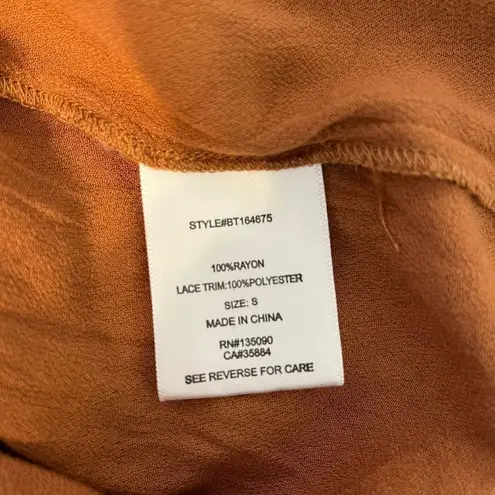 STYLE#BT164675
100%RAYON
LACE TRIM:100%POLYESTER
SIZE: S
MADE IN CHINA
RN#135090
CA#35884
SEE REVERSE FOR CARE